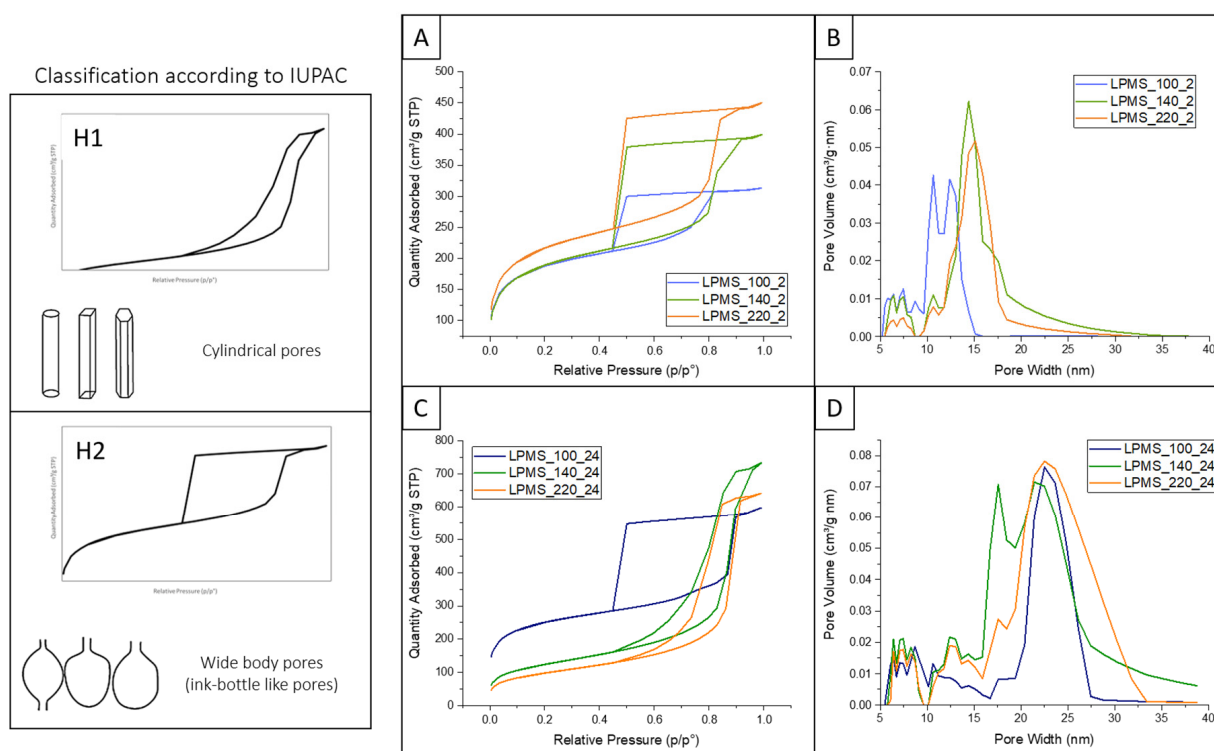 Classification according to IUPAC
H1
Quantity Adsorbed (cm³/g STP)
Relative Pressure (p/p°)
Cylindrical pores
H2
Quantity Adsorbed (cm³/g STP)
Relative Pressure (p/p°)
Wide body pores
(ink-bottle like pores)
A
500
450
400
350
300
250
200
150
100
Quantity Adsorbed (cm³/g STP)
LPMS_100_2
LPMS_140_2
LPMS_220_2
0.0 0.2 0.4 0.6 0.8 1.0
Relative Pressure (p/p°)
B
0.07
0.06
0.05
0.04
0.03
0.02
0.01
0.00
Pore Volume (cm³/g·nm)
LPMS_100_2
LPMS_140_2
LPMS_220_2
5 10 15 20 25 30 35 40
Pore Width (nm)
C
800
700
600
500
400
300
200
100
0
Quantity Adsorbed (cm³/g STP)
LPMS_100_24
LPMS_140_24
LPMS_220_24
0.0 0.2 0.4 0.6 0.8 1.0
Relative Pressure (p/p°)
D
0.08
0.07
0.06
0.05
0.04
0.03
0.02
0.01
0.00
Pore Volume (cm³/g·nm)
LPMS_100_24
LPMS_140_24
LPMS_220_24
5 10 15 20 25 30 35 40
Pore Width (nm)